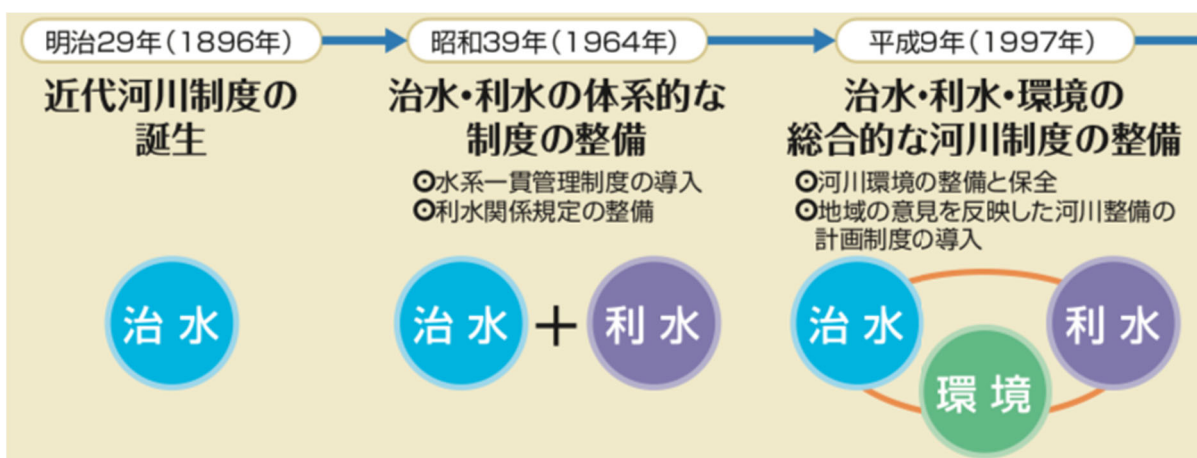 明治29年(1896年)
近代河川制度の
誕生
治水
昭和39年(1964年)
治水・利水の体系的な
制度の整備
⊙水系一貫管理制度の導入
⊙利水関係規定の整備
治水+利水
平成9年(1997年)
治水・利水・環境の
総合的な河川制度の整備
⊙河川環境の整備と保全
⊙地域の意見を反映した河川整備の
計画制度の導入
治水
利水
環境